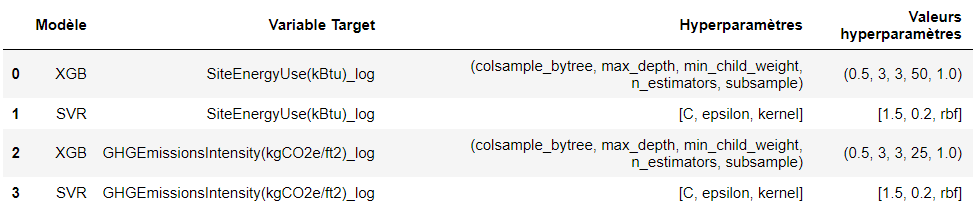 Modèle Variable Target Hyperparamètres Valeurs hyperparamètres
0 XGB SiteEnergyUse(kBtu)_log (colsample_bytree, max_depth, min_child_weight, n_estimators, subsample) (0.5, 3, 3, 50, 1.0)
1 SVR SiteEnergyUse(kBtu)_log [C, epsilon, kernel] [1.5, 0.2, rbf]
2 XGB GHGEmissionsIntensity(kgCO2e/ft2)_log (colsample_bytree, max_depth, min_child_weight, n_estimators, subsample) (0.5, 3, 3, 25, 1.0)
3 SVR GHGEmissionsIntensity(kgCO2e/ft2)_log [C, epsilon, kernel] [1.5, 0.2, rbf]